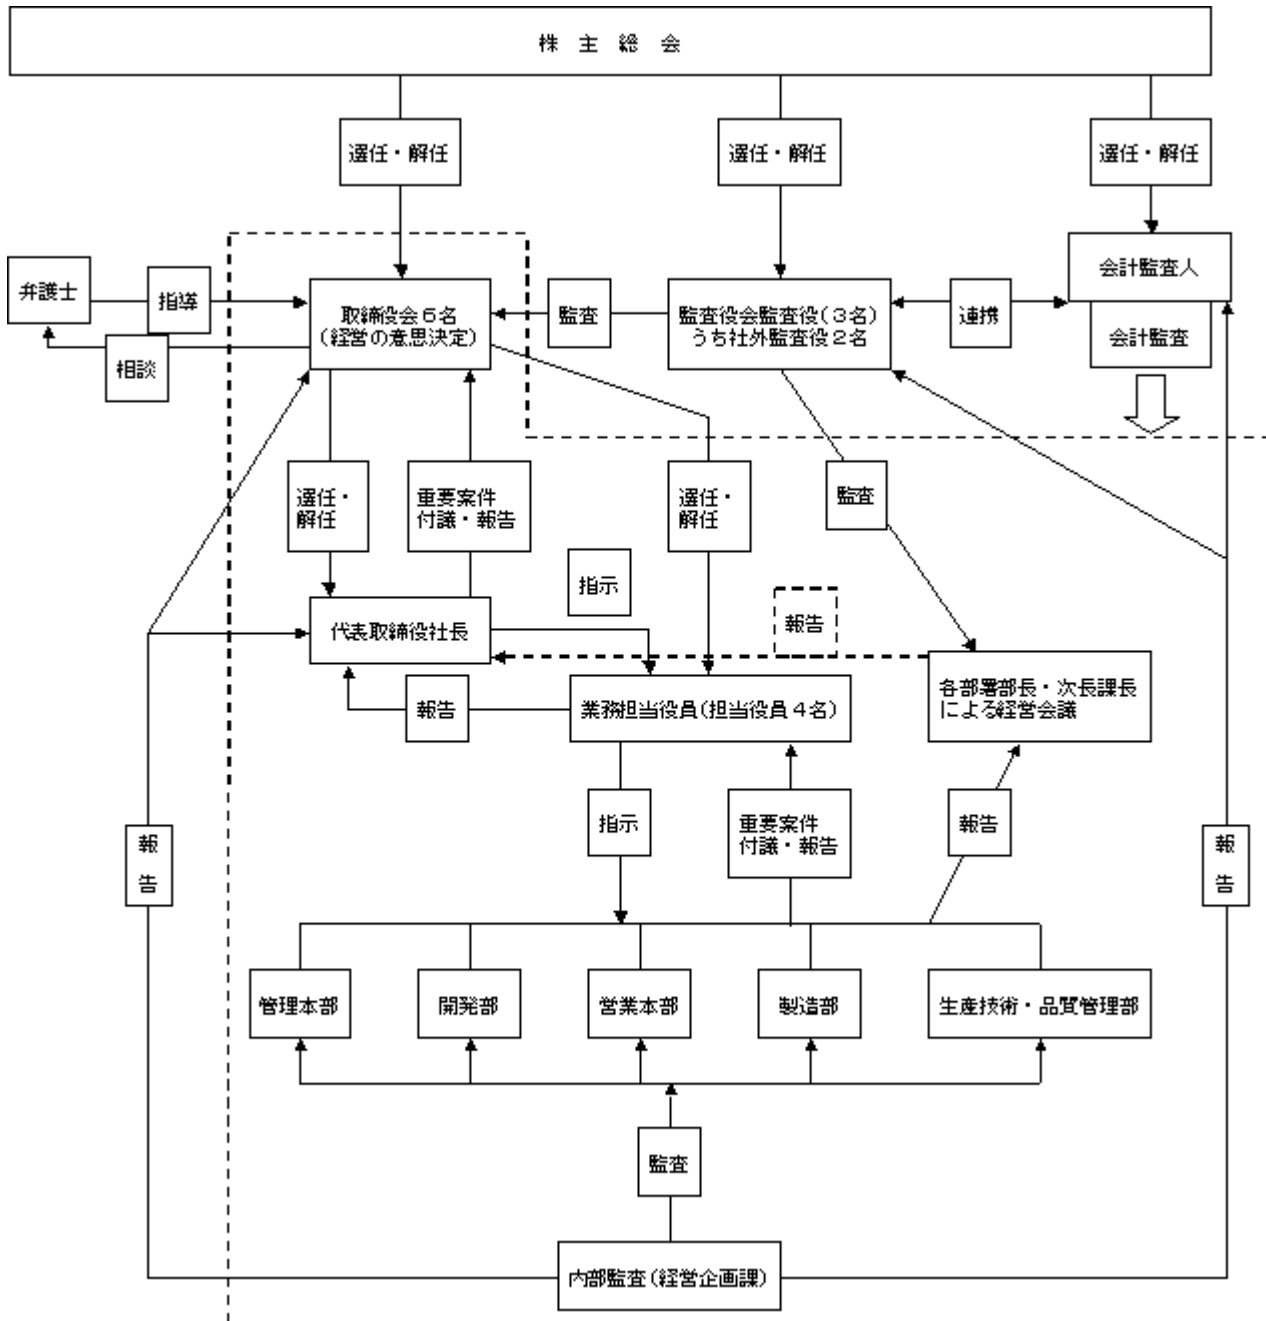 株 主 総 会
選任・解任
選任・解任
選任・解任
弁護士
指導
相談
取締役会６名
(経営の意思決定)
監査
監査役会監査役(３名)
うち社外監査役２名
連携
会計監査人
会計監査
選任・
解任
重要案件
付議・報告
選任・
解任
監査
指示
報告
代表取締役社長
報告
業務担当役員(担当役員４名)
各部署部長・次長課長
による経営会議
指示
重要案件
付議・報告
報告
報
告
報
告
管理本部
開発部
営業本部
製造部
生産技術・品質管理部
監査
内部監査(経営企画課)